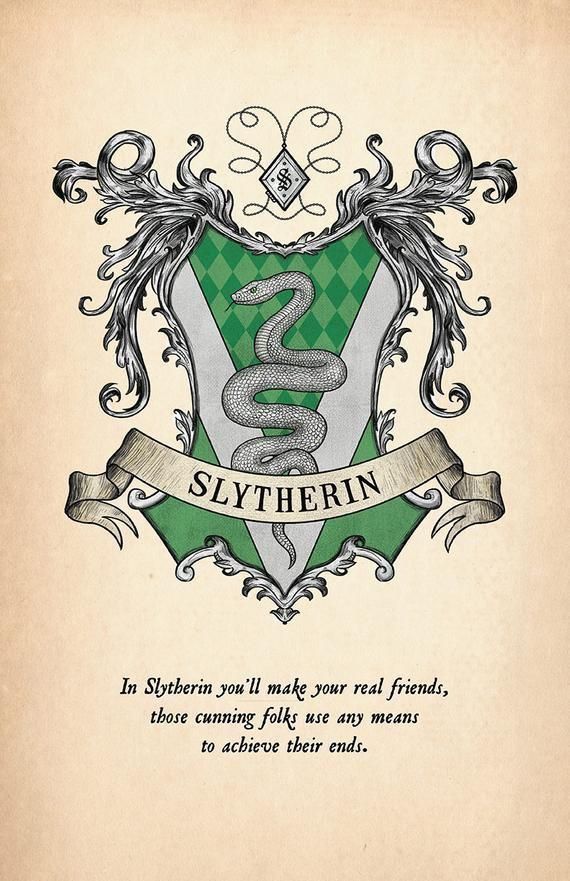 S
SLYTHERIN
In Slytherin you'll make your real friends,
those cunning folks use any means
to achieve their ends.